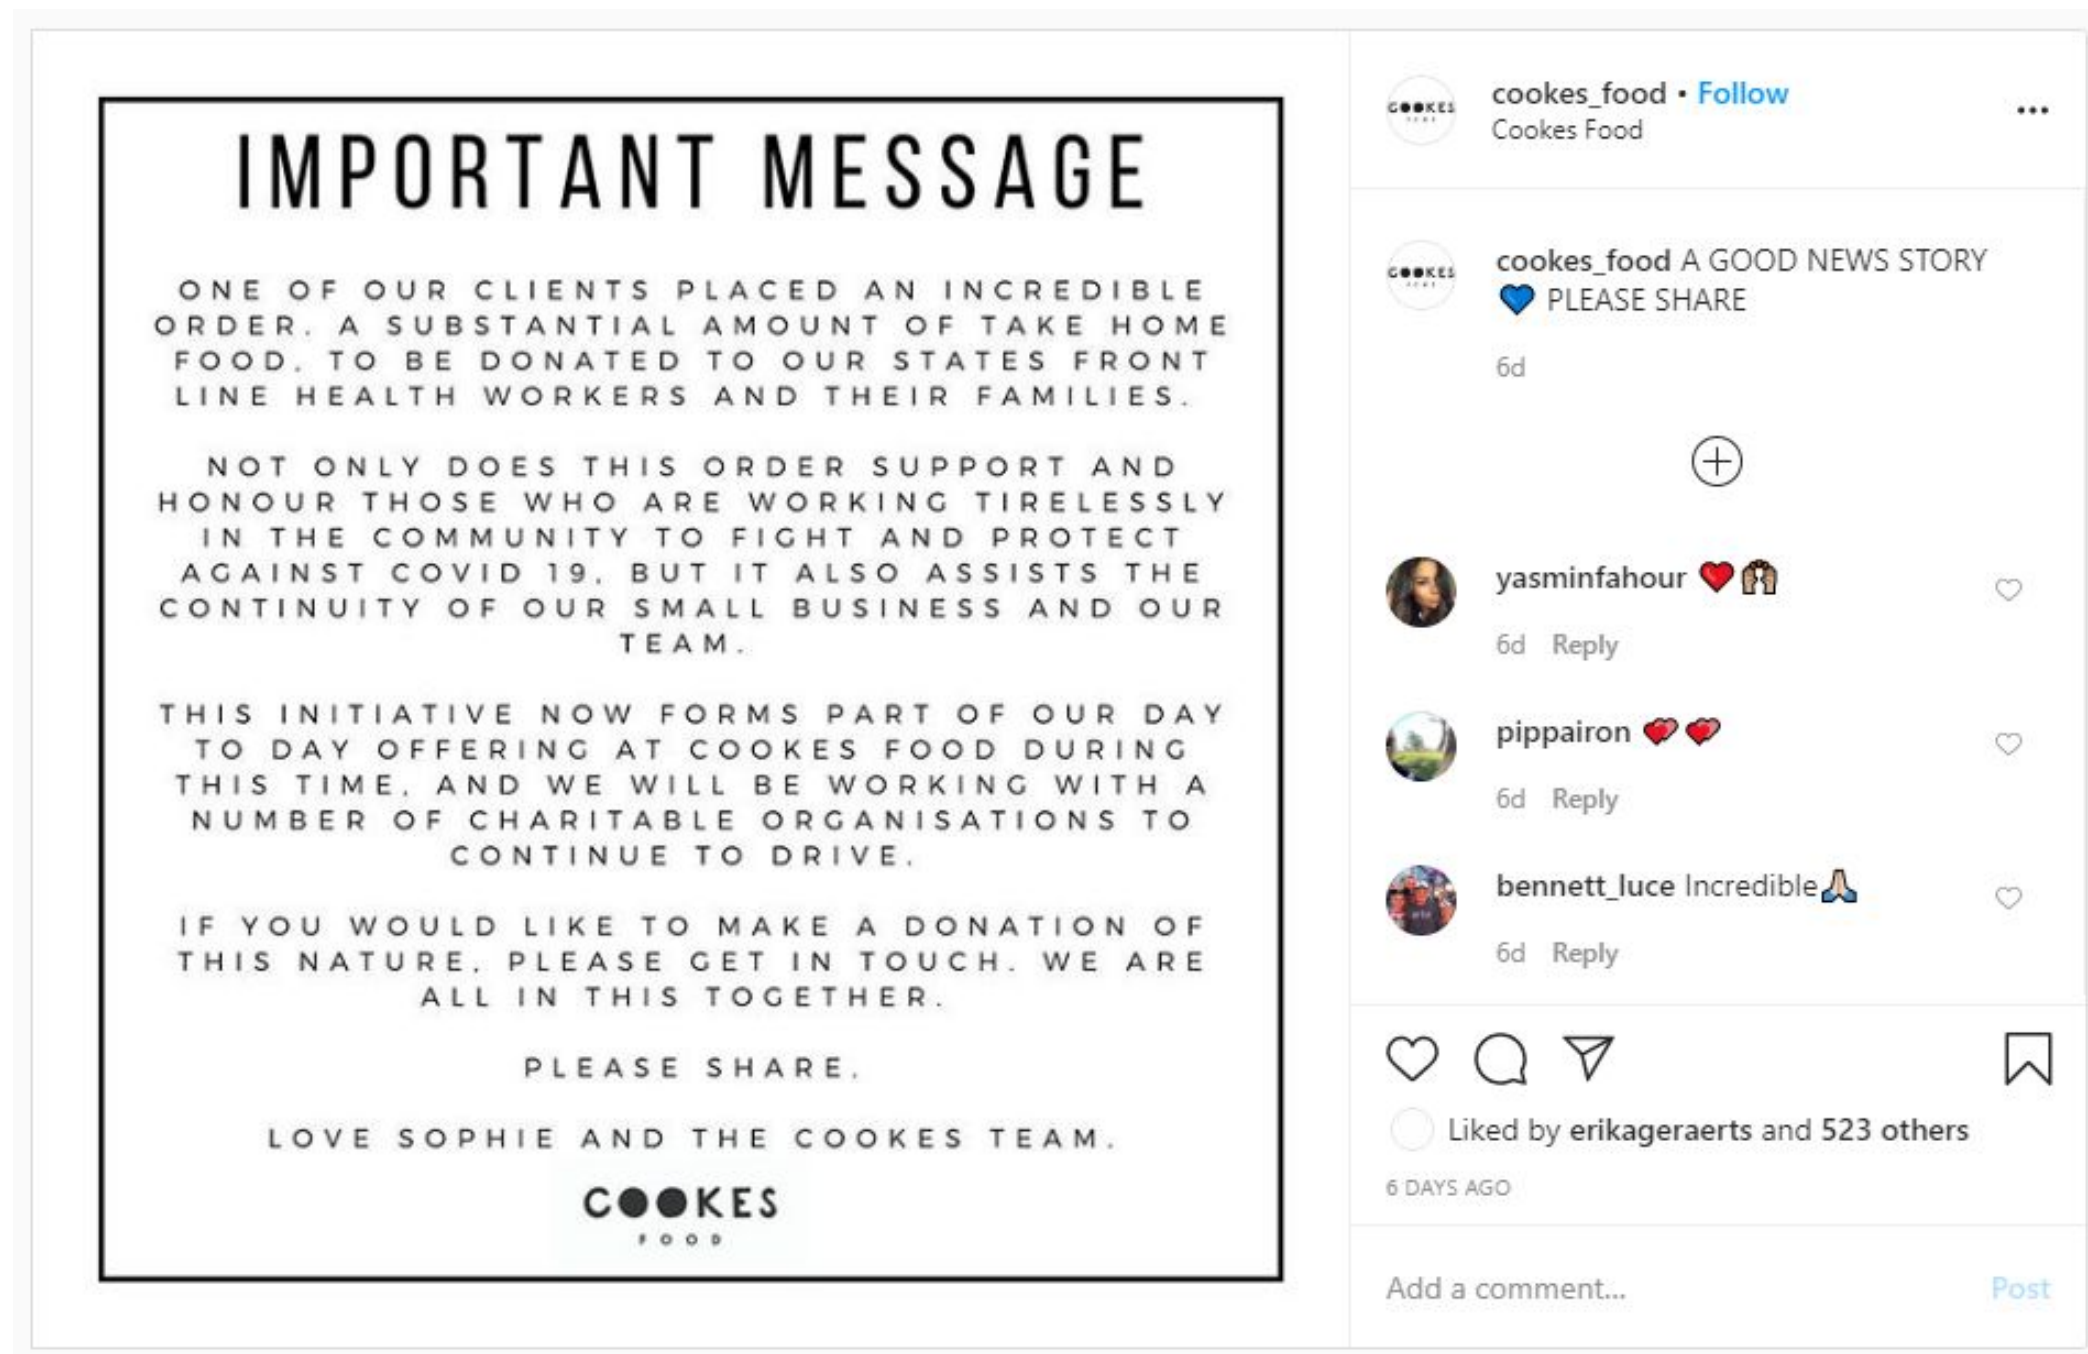 IMPORTANT MESSAGE
ONE OF OUR CLIENTS PLACED AN INCREDIBLE
ORDER. A SUBSTANTIAL AMOUNT OF TAKE HOME
FOOD, TO BE DONATED TO OUR STATES FRONT
LINE HEALTH WORKERS AND THEIR FAMILIES.
NOT ONLY DOES THIS ORDER SUPPORT AND
HONOUR THOSE WHO ARE WORKING TIRELESSLY
IN THE COMMUNITY TO FIGHT AND PROTECT
AGAINST COVID 19, BUT IT ALSO ASSISTS THE
CONTINUITY OF OUR SMALL BUSINESS AND OUR
TEAM.
THIS INITIATIVE NOW FORMS PART OF OUR DAY
TO DAY OFFERING AT COOKES FOOD DURING
THIS TIME, AND WE WILL BE WORKING WITH A
NUMBER OF CHARITABLE ORGANISATIONS TO
CONTINUE TO DRIVE.
IF YOU WOULD LIKE TO MAKE A DONATION OF
THIS NATURE, PLEASE GET IN TOUCH. WE ARE
ALL IN THIS TOGETHER.
PLEASE SHARE.
LOVE SOPHIE AND THE COOKES TEAM.
COOKES
FOOD
COOKES
cookes_food • Follow
Cookes Food
COOKES
cookes_food A GOOD NEWS STORY
💙 PLEASE SHARE
6d
yasminfahour ❤️🙌🏽
6d Reply
pippairon 💕💕
6d Reply
bennett_luce Incredible🙏🏼
6d Reply
Liked by erikageraerts and 523 others
6 DAYS AGO
Add a comment...
Post